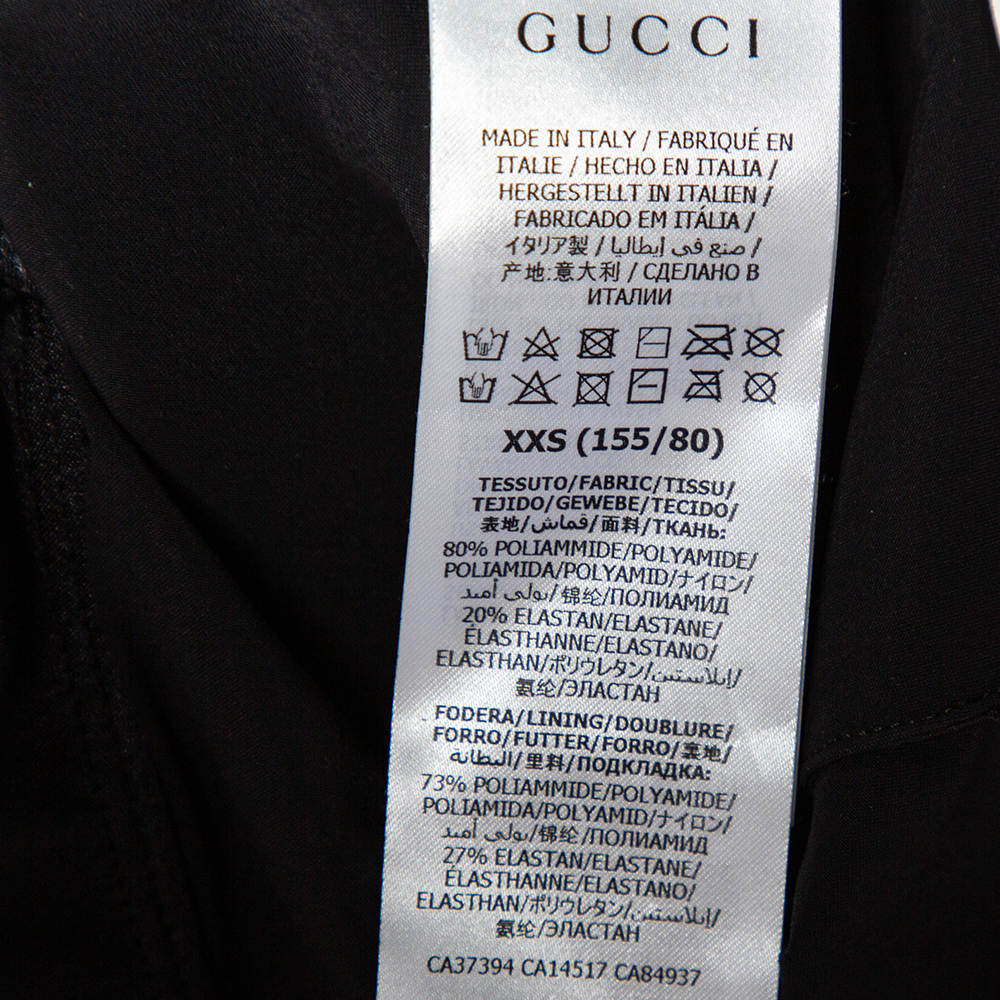 GUCCI
MADE IN ITALY / FABRIQUÉ EN
ITALIE / HECHO EN ITALIA /
HERGESTELLT IN ITALIEN /
FABRICADO EM ITÁLIA /
イタリア製 / صنع في إيطاليا /
产地:意大利 / СДЕЛАНО В
ИТАЛИИ
XXS (155/80)
TESSUTO/FABRIC/TISSU/
TEJIDO/GEWEBE/TECIDO/
表地/قماش/面料/ТКАНЬ:
80% POLIAMMIDE/POLYAMIDE/
POLIAMIDA/POLYAMID/ナイロン/
بولي أميد/锦纶/ПОЛИАМИД
20% ELASTAN/ELASTANE/
ÉLASTHANNE/ELASTANO/
ELASTHAN/ポリウレタン/إيلاستين/
氨纶/ЭЛАСТАН
FODERA/LINING/DOUBLURE/
FORRO/FUTTER/FORRO/裏地/
البطانة/里料/ПОДКЛАДКА:
73% POLIAMMIDE/POLYAMIDE/
POLIAMIDA/POLYAMID/ナイロン/
بولي أميد/锦纶/ПОЛИАМИД
27% ELASTAN/ELASTANE/
ÉLASTHANNE/ELASTANO/
ELASTHAN/ポリウレタン/إيلاستين/
氨纶/ЭЛАСТАН
CA37394 CA14517 CA84937